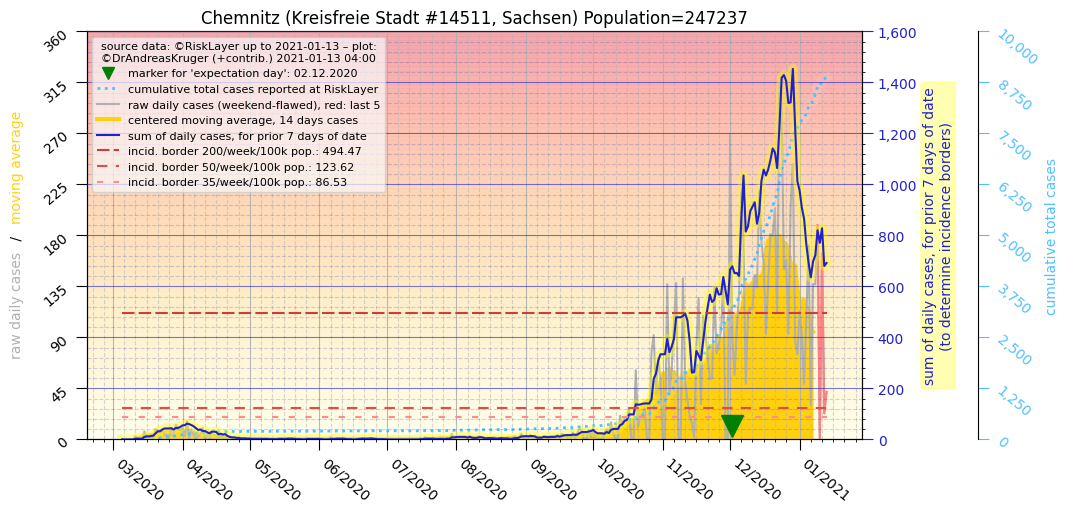 Chemnitz (Kreisfreie Stadt #14511, Sachsen) Population=247237
source data: ©RiskLayer up to 2021-01-13 – plot:
©DrAndreasKruger (+contrib.) 2021-01-13 04:00
marker for 'expectation day': 02.12.2020
cumulative total cases reported at RiskLayer
raw daily cases (weekend-flawed), red: last 5
centered moving average, 14 days cases
sum of daily cases, for prior 7 days of date
incid. border 200/week/100k pop.: 494.47
incid. border 50/week/100k pop.: 123.62
incid. border 35/week/100k pop.: 86.53
raw daily cases / moving average
360
315
270
225
180
135
90
45
0
03/2020
04/2020
05/2020
06/2020
07/2020
08/2020
09/2020
10/2020
11/2020
12/2020
01/2021
1,600
1,400
1,200
1,000
800
600
400
200
0
sum of daily cases, for prior 7 days of date
(to determine incidence borders)
10,000
8,750
7,500
6,250
5,000
3,750
2,500
1,250
0
cumulative total cases